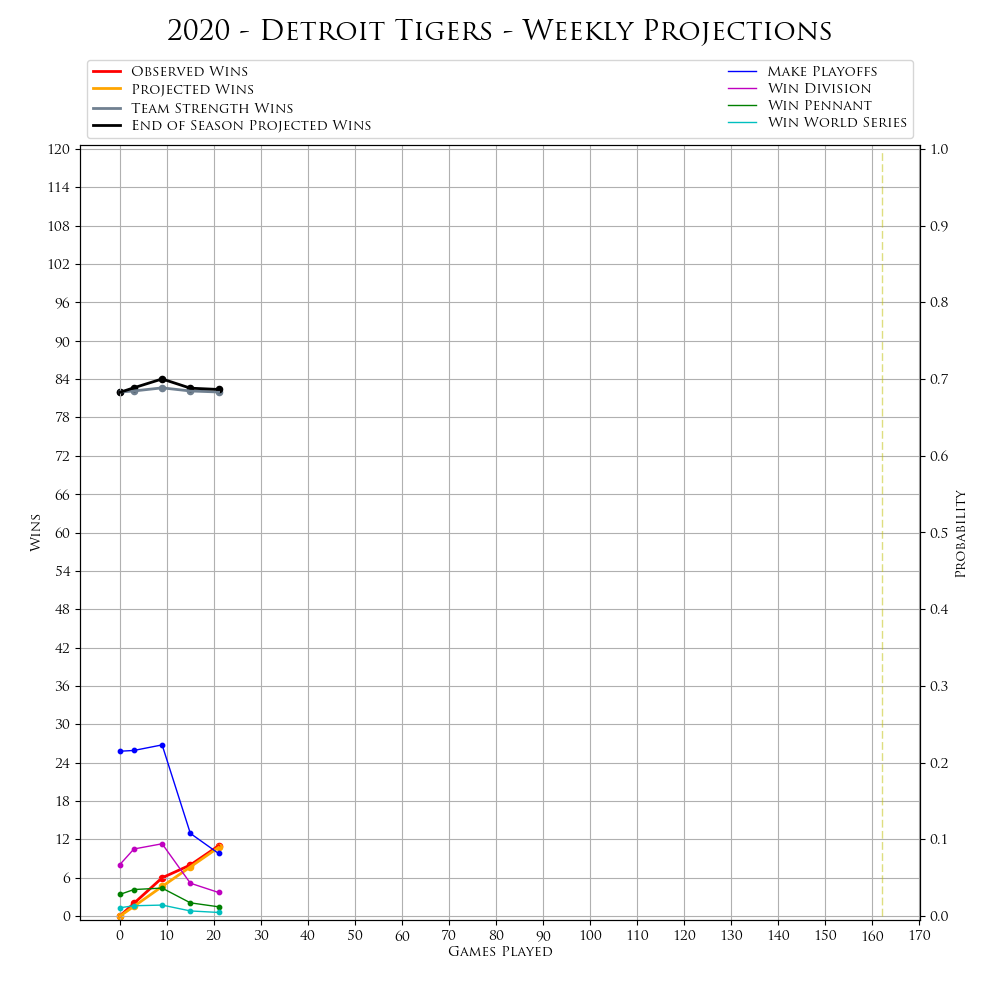 2020 - Detroit Tigers - Weekly Projections
Observed Wins
Projected Wins
Team Strength Wins
End of Season Projected Wins
Make Playoffs
Win Division
Win Pennant
Win World Series
120
114
108
102
96
90
84
78
72
66
60
54
48
42
36
30
24
18
12
6
0
Wins
1.0
0.9
0.8
0.7
0.6
0.5
0.4
0.3
0.2
0.1
0.0
Probability
0 10 20 30 40 50 60 70 80 90 100 110 120 130 140 150 160 170
Games Played